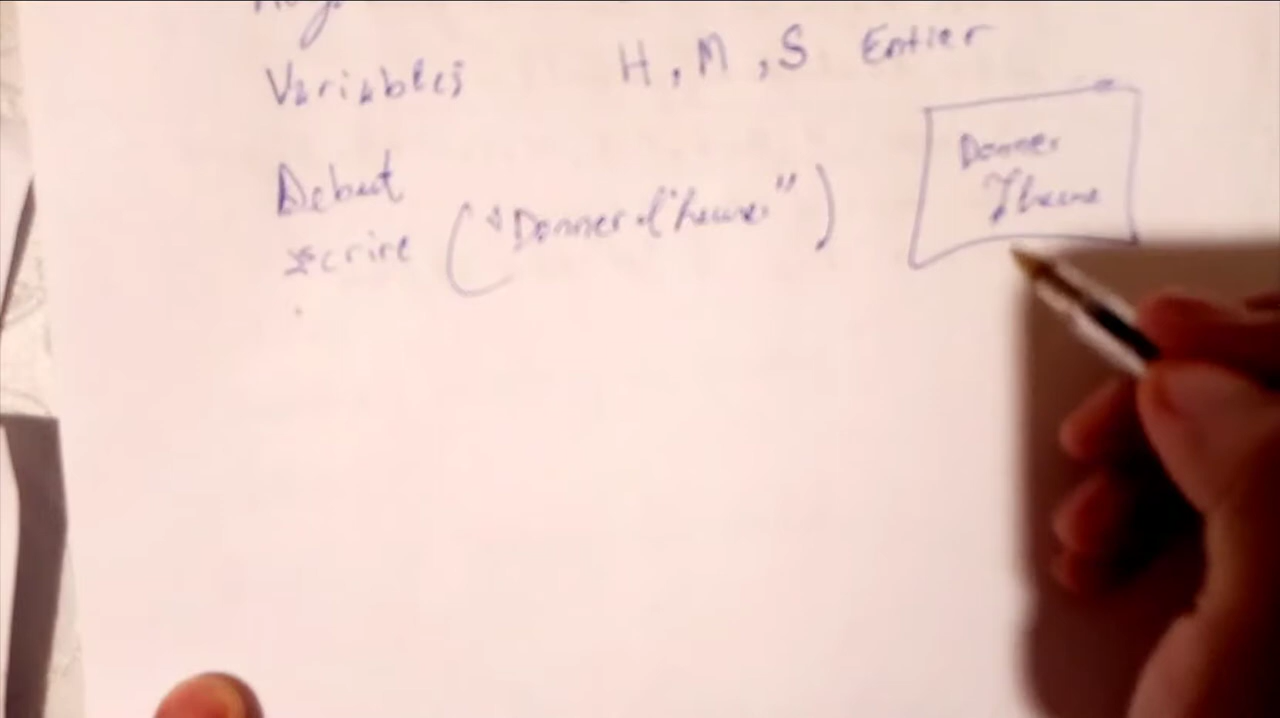 Variables H, M, S Entier
Debut
ecrire ("Donner l'heure")
Donner
l'heure